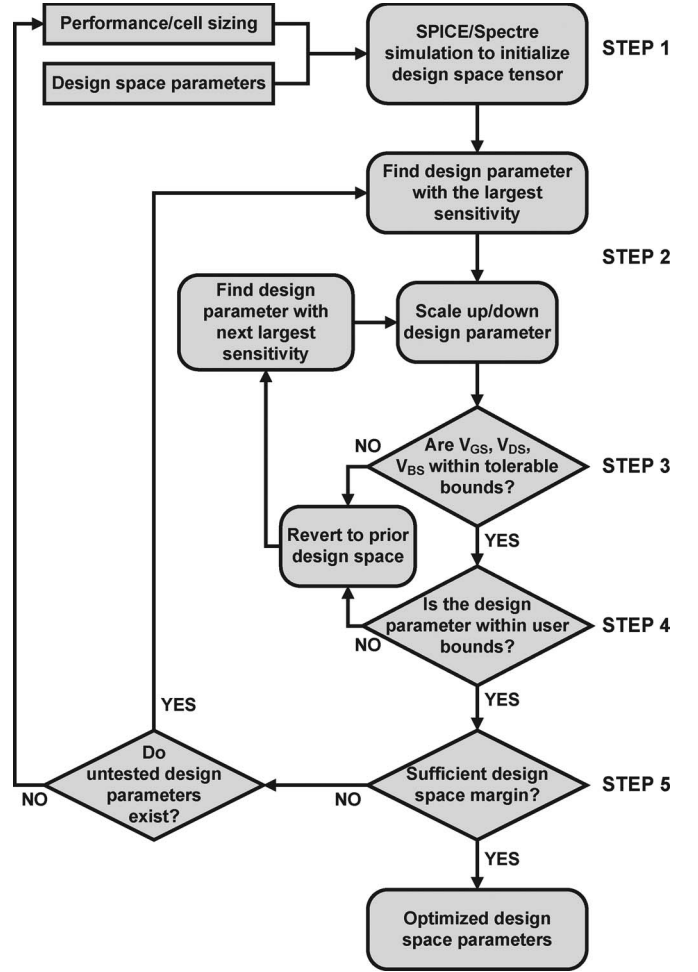 Performance/cell sizing
Design space parameters
SPICE/Spectre
simulation to initialize
design space tensor
STEP 1
Find design parameter
with the largest
sensitivity
STEP 2
Find design
parameter with
next largest
sensitivity
Scale up/down
design parameter
NO
Are VGS, VDS,
VBS within tolerable
bounds?
STEP 3
Revert to prior
design space
YES
Is the design
parameter within user
bounds?
NO
STEP 4
YES
YES
Do
untested design
parameters
exist?
NO
Sufficient design
space margin?
NO
STEP 5
YES
Optimized design
space parameters